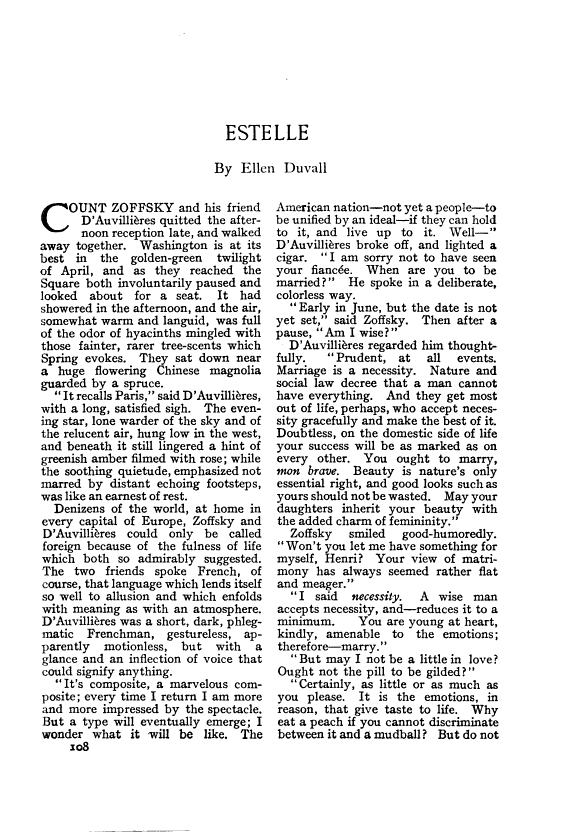 ESTELLE
By Ellen Duvall
COUNT ZOFFSKY and his friend
D'Auvillières quitted the after-
noon reception late, and walked
away together. Washington is at its
best in the golden-green twilight
of April, and as they reached the
Square both involuntarily paused and
looked about for a seat. It had
showered in the afternoon, and the air,
somewhat warm and languid, was full
of the odor of hyacinths mingled with
those fainter, rarer tree-scents which
Spring evokes. They sat down near
a huge flowering Chinese magnolia
guarded by a spruce.
"It recalls Paris," said D'Auvillières,
with a long, satisfied sigh. The even-
ing star, lone warder of the sky and of
the relucent air, hung low in the west,
and beneath it still lingered a hint of
greenish amber filmed with rose; while
the soothing quietude, emphasized not
marred by distant echoing footsteps,
was like an earnest of rest.
Denizens of the world, at home in
every capital of Europe, Zoffsky and
D'Auvillières could only be called
foreign because of the fulness of life
which both so admirably suggested.
The two friends spoke French, of
course, that language which lends itself
so well to allusion and which enfolds
with meaning as with an atmosphere.
D'Auvillières was a short, dark, phleg-
matic Frenchman, gestureless, ap-
parently motionless, but with a
glance and an inflection of voice that
could signify anything.
"It's composite, a marvelous com-
posite; every time I return I am more
and more impressed by the spectacle.
But a type will eventually emerge; I
wonder what it will be like. The
108
American nation—not yet a people—to
be unified by an ideal—if they can hold
to it, and live up to it. Well—"
D'Auvillières broke off, and lighted a
cigar. "I am sorry not to have seen
your fiancée. When are you to be
married?" He spoke in a deliberate,
colorless way.
"Early in June, but the date is not
yet set," said Zoffsky. Then after a
pause, "Am I wise?"
D'Auvillières regarded him thought-
fully. "Prudent, at all events.
Marriage is a necessity. Nature and
social law decree that a man cannot
have everything. And they get most
out of life, perhaps, who accept neces-
sity gracefully and make the best of it.
Doubtless, on the domestic side of life
your success will be as marked as on
every other. You ought to marry,
mon brave. Beauty is nature's only
essential right, and good looks such as
yours should not be wasted. May your
daughters inherit your beauty with
the added charm of femininity."
Zoffsky smiled good-humoredly.
"Won't you let me have something for
myself, Henri? Your view of matri-
mony has always seemed rather flat
and meager."
"I said necessity. A wise man
accepts necessity, and—reduces it to a
minimum. You are young at heart,
kindly, amenable to the emotions;
therefore—marry."
"But may I not be a little in love?
Ought not the pill to be gilded?"
"Certainly, as little or as much as
you please. It is the emotions, in
reason, that give taste to life. Why
eat a peach if you cannot discriminate
between it and a mudball? But do not